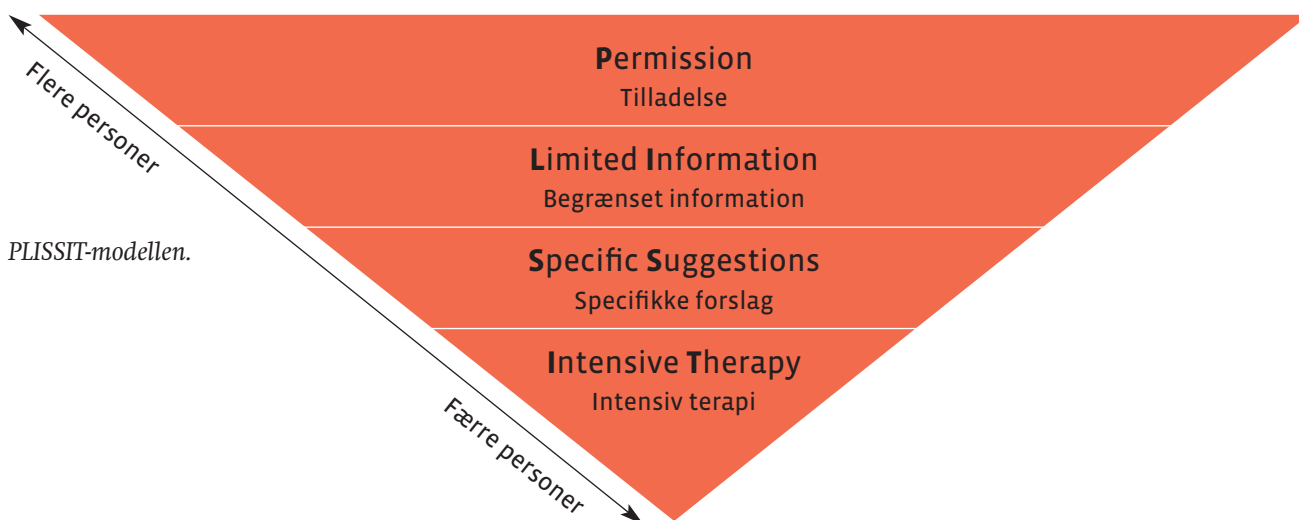 Permission
Tilladelse
Flere personer
Limited Information
Begrænset information
PLISSIT-modellen.
Specific Suggestions
Specifikke forslag
Intensive Therapy
Intensiv terapi
Færre personer